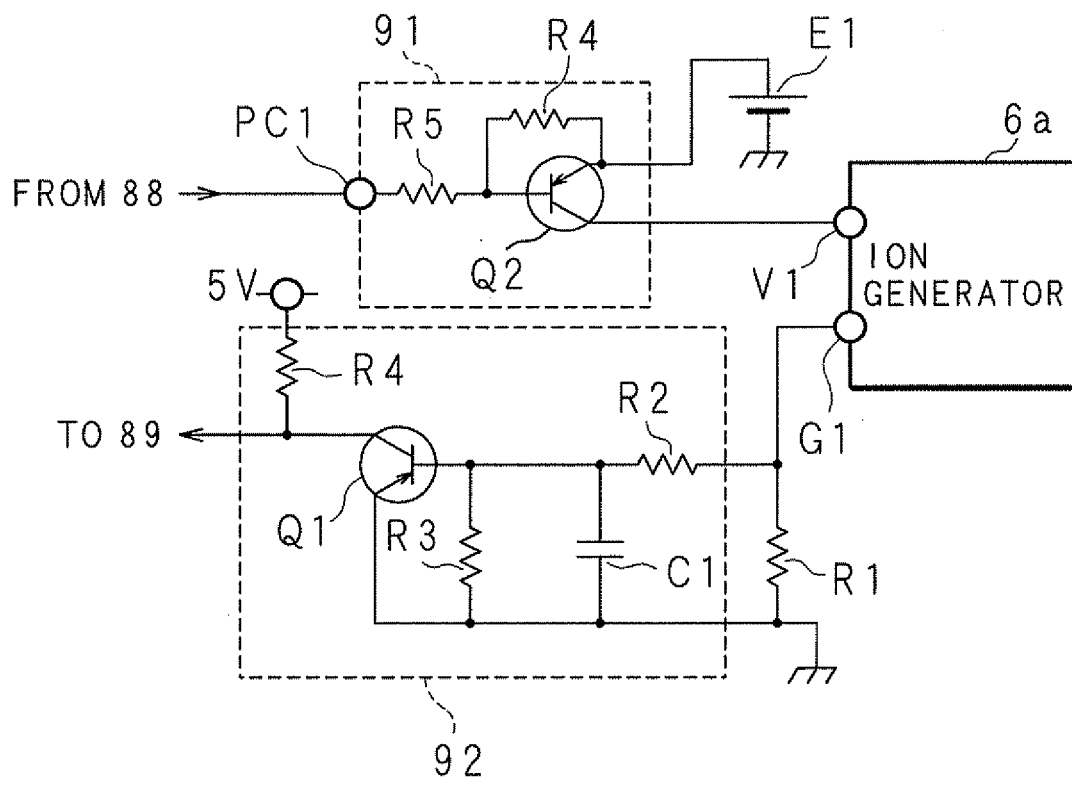 91
R4
E1
PC1
R5
6a
FROM 88
Q2
V1
ION
GENERATOR
5V
R4
R2
G1
TO 89
Q1
R3
C1
R1
92